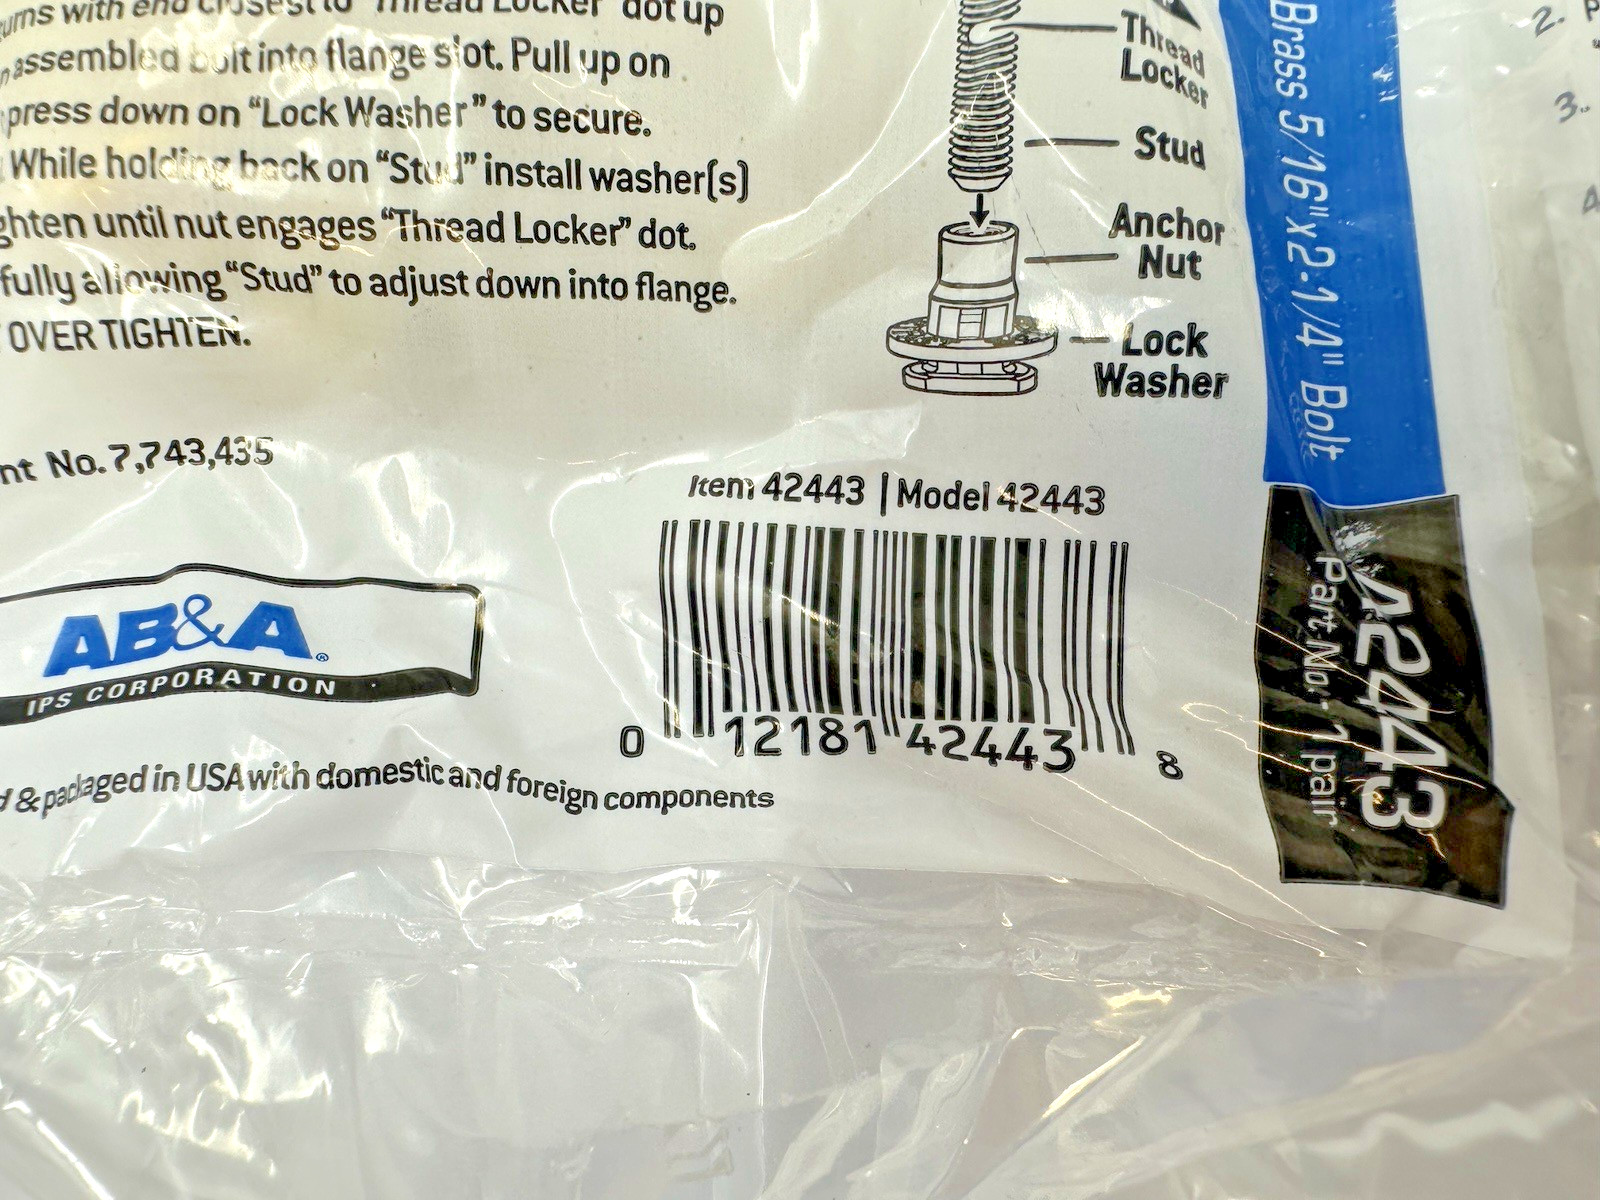 turns with end closest to "Thread Locker" dot up
assembled bolt into flange slot. Pull up on
press down on "Lock Washer" to secure.
While holding back on "Stud" install washer(s)
ghten until nut engages "Thread Locker" dot.
fully allowing "Stud" to adjust down into flange.
OVER TIGHTEN.
Thread
Locker
Stud
Anchor
Nut
Lock
Washer
nt No. 7,743,435
Item 42443 | Model 42443
0 12181 42443 8
AB&A®
IPS CORPORATION
& packaged in USA with domestic and foreign components
Brass 5/16" x 2-1/4" Bolt
42443
Part No. - 1 pair
2.
3.